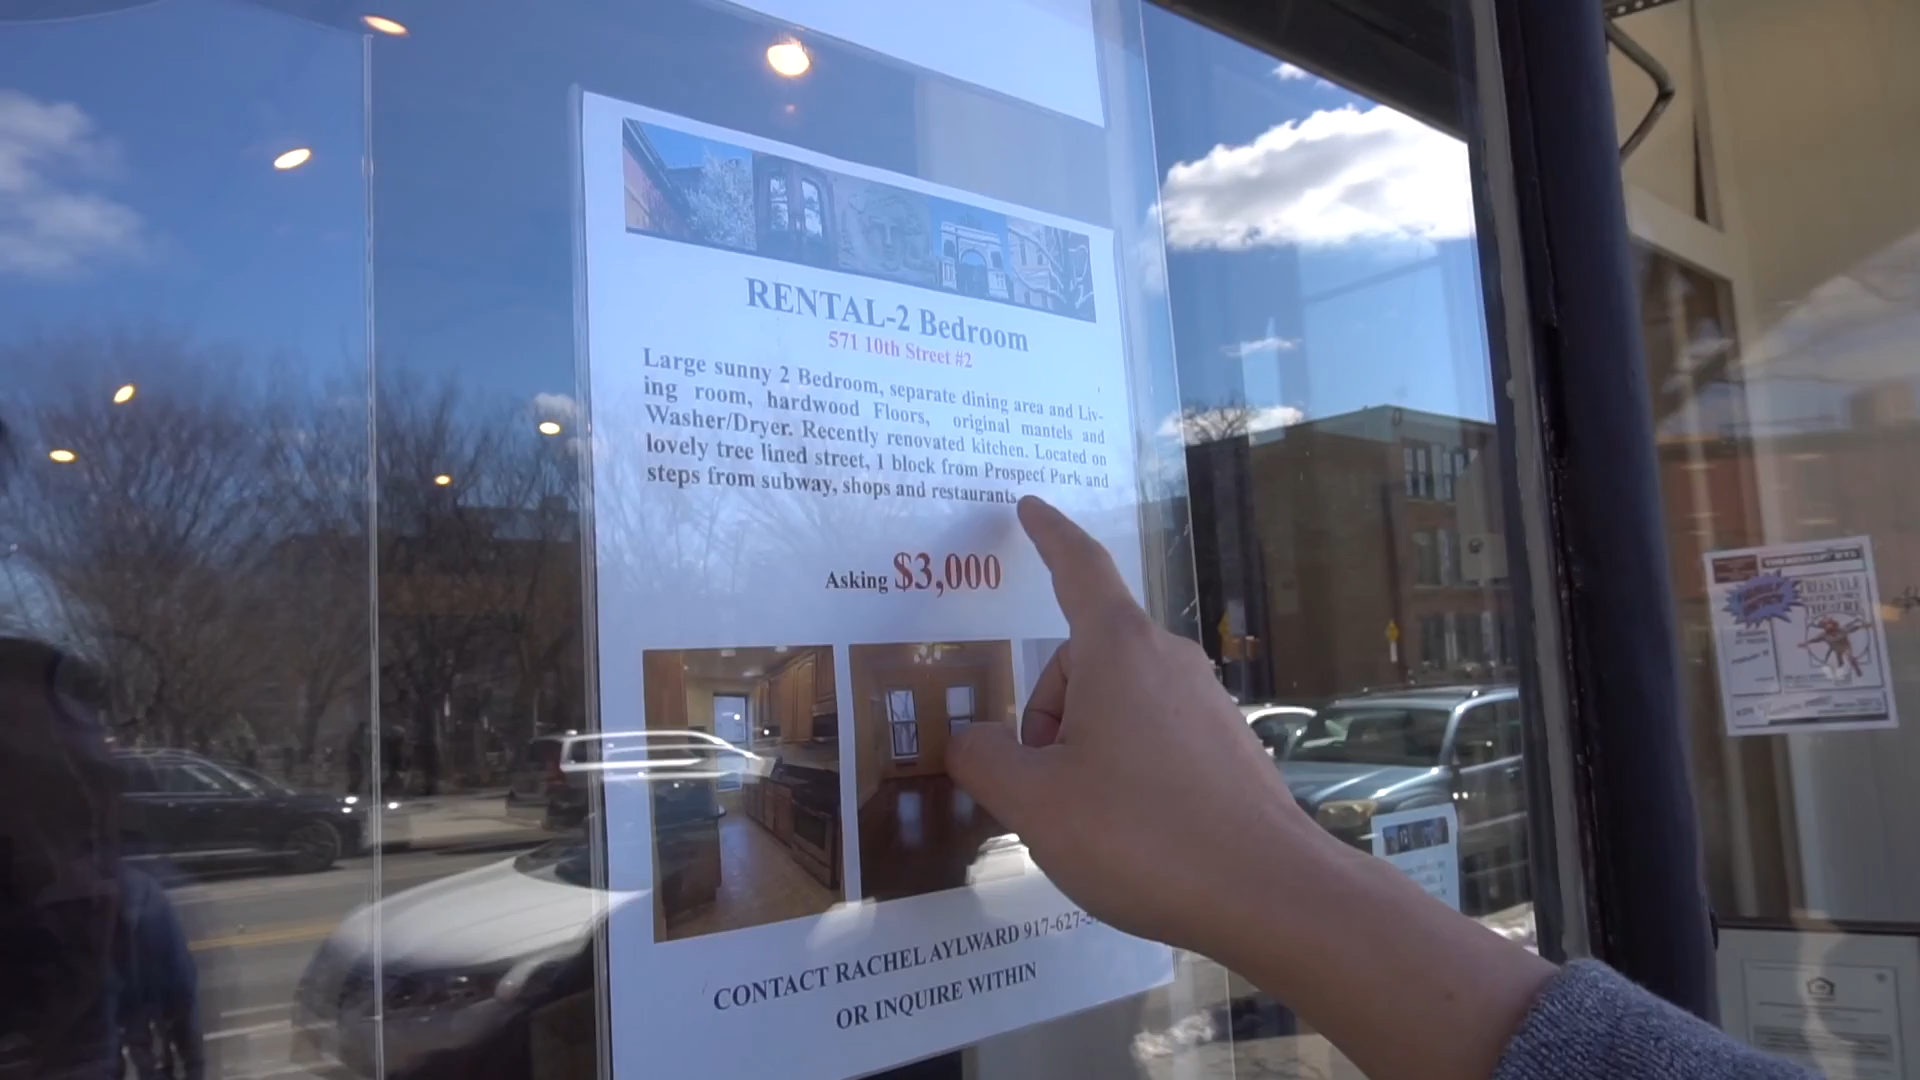 RENTAL-2 Bedroom
571 10th Street #2
Large sunny 2 Bedroom, separate dining area and Liv-
ing room, hardwood Floors, original mantels and
Washer/Dryer. Recently renovated kitchen. Located on
lovely tree lined street, 1 block from Prospect Park and
steps from subway, shops and restaurants
Asking $3,000
CONTACT RACHEL AYLWARD 917-627-
OR INQUIRE WITHIN
FREESTYLE
THEATRE